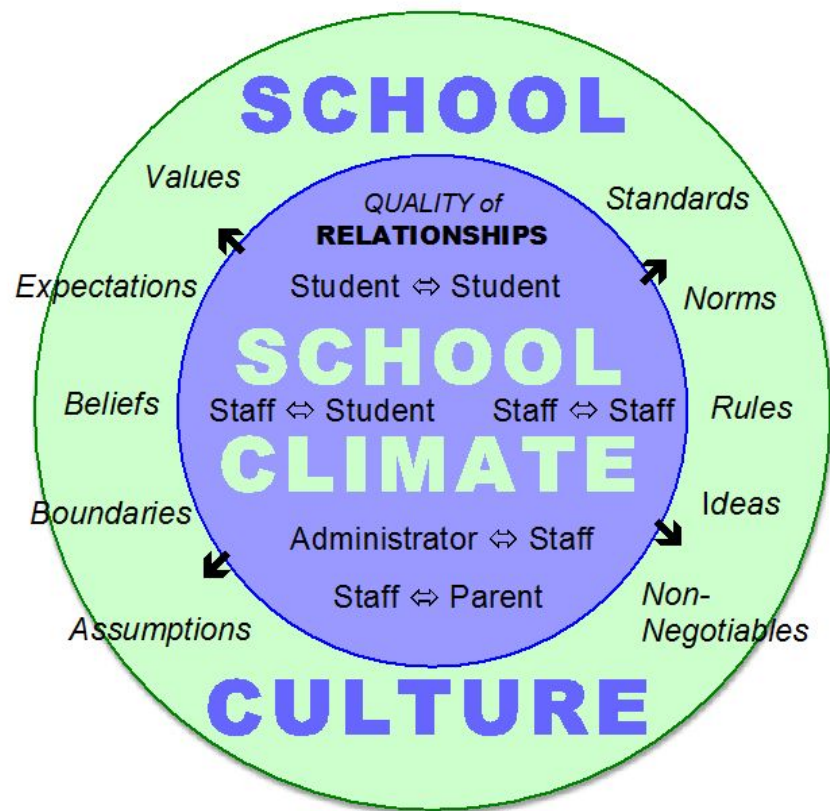 SCHOOL
Values
Standards
QUALITY of
RELATIONSHIPS
Expectations
Student ⇔ Student
Norms
SCHOOL
Beliefs
Staff ⇔ Student
Staff ⇔ Staff
Rules
CLIMATE
Boundaries
Ideas
Administrator ⇔ Staff
Staff ⇔ Parent
Assumptions
Non-
Negotiables
CULTURE